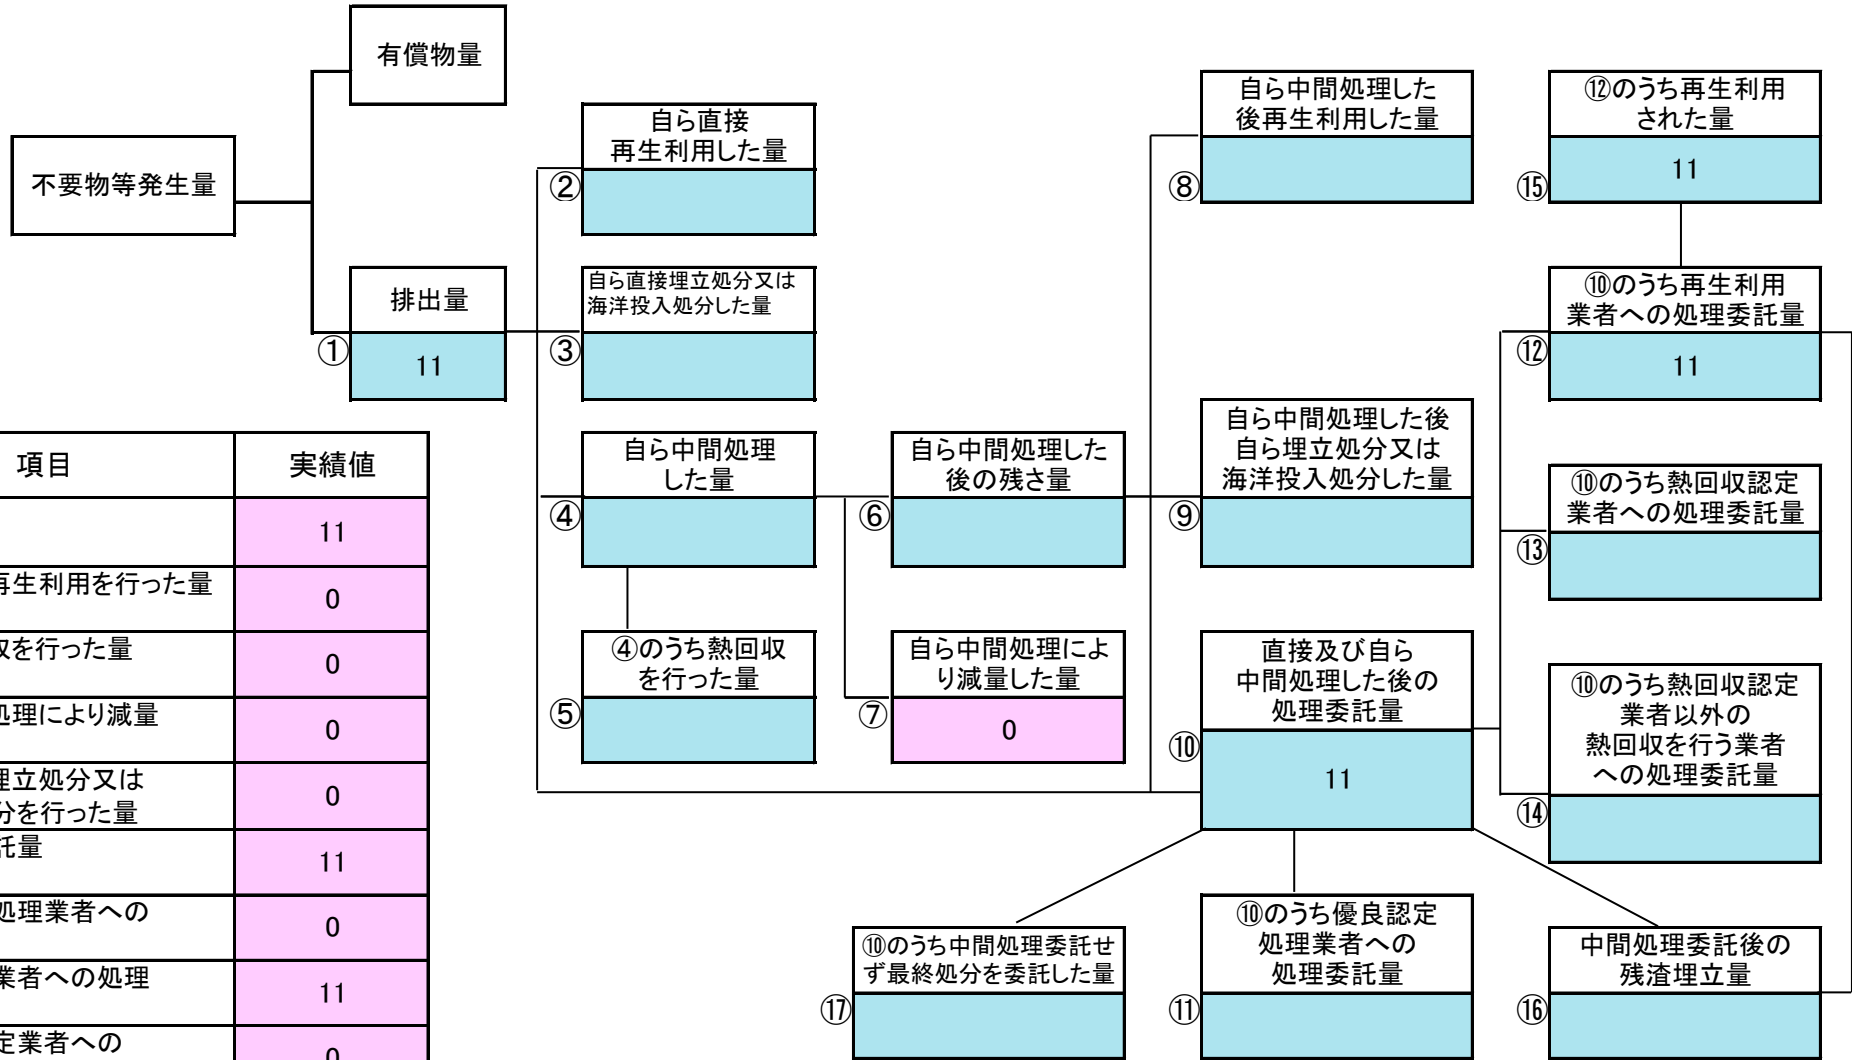 有償物量
不要物等発生量
排出量
①
11
自ら直接
再生利用した量
②
自ら直接埋立処分又は
海洋投入処分した量
③
自ら中間処理
した量
④
④のうち熱回収
を行った量
⑤
自ら中間処理した
後の残さ量
⑥
自ら中間処理によ
り減量した量
⑦
0
自ら中間処理した
後再生利用した量
⑧
自ら中間処理した後
自ら埋立処分又は
海洋投入処分した量
⑨
直接及び自ら
中間処理した後の
処理委託量
⑩
11
⑫のうち再生利用
された量
⑮
11
⑩のうち再生利用
業者への処理委託量
⑫
11
⑩のうち熱回収認定
業者への処理委託量
⑬
⑩のうち熱回収認定
業者以外の
熱回収を行う業者
への処理委託量
⑭
⑩のうち中間処理委託せ
ず最終処分を委託した量
⑰
⑩のうち優良認定
処理業者への
処理委託量
⑪
中間処理委託後の
残渣埋立量
⑯
項目 実績値
11
再生利用を行った量 0
を行った量 0
処理により減量 0
埋立処分又は
分を行った量 0
託量 11
処理業者への 0
業者への処理 11
定業者への 0